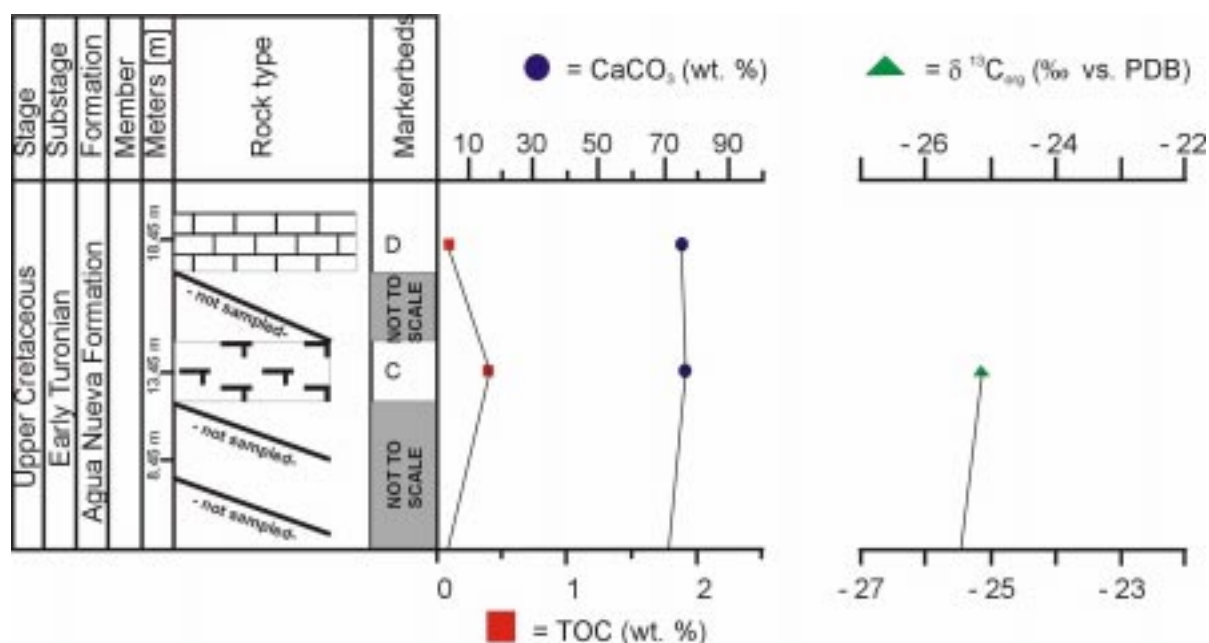 Stage
Substage
Formation
Member
Meters [m]
Rock type
Markerbeds
= CaCO₃ (wt. %)
= δ ¹³C org (‰ vs. PDB)
10 30 50 70 90
- 26 - 24 - 22
Upper Cretaceous
Early Turonian
Agua Nueva Formation
18,45 m
D
- not sampled-
NOT TO
SCALE
13,45 m
C
- not sampled-
8,45 m
NOT TO
SCALE
- not sampled-
0 1 2
- 27 - 25 - 23
= TOC (wt. %)